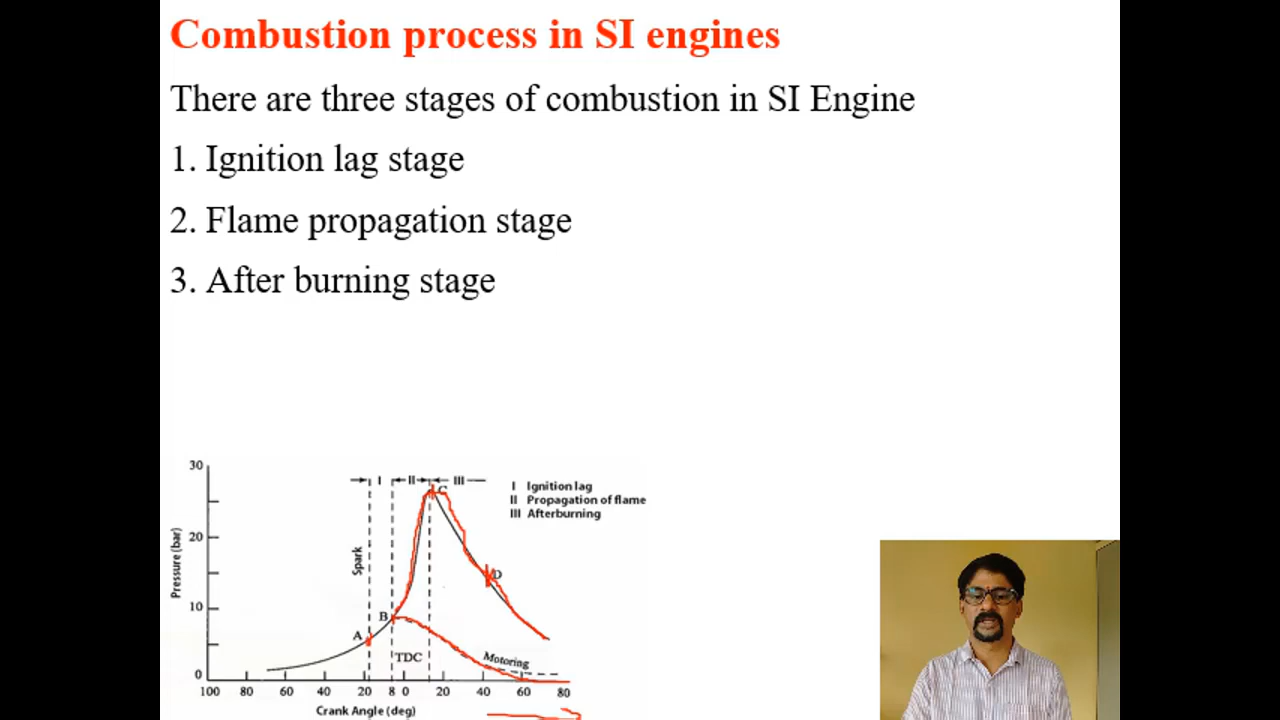 Combustion process in SI engines
There are three stages of combustion in SI Engine
1. Ignition lag stage
2. Flame propagation stage
3. After burning stage
30
20
10
0
Pressure (bar)
I
II
III
C
I Ignition lag
II Propagation of flame
III Afterburning
Spark
D
B
A
TDC
Motoring
100 80 60 40 20 8 0 20 40 60 80
Crank Angle (deg)